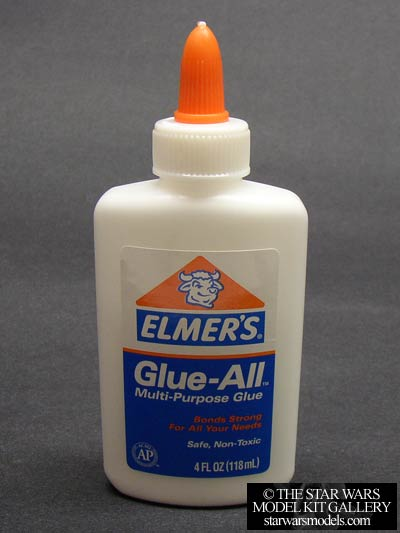 ELMER'S®
Glue-All™
Multi-Purpose Glue
Bonds Strong
For All Your Needs
Safe, Non-Toxic
AP
4 FL OZ (118 mL)
© THE STAR WARS
MODEL KIT GALLERY
starwarsmodels.com